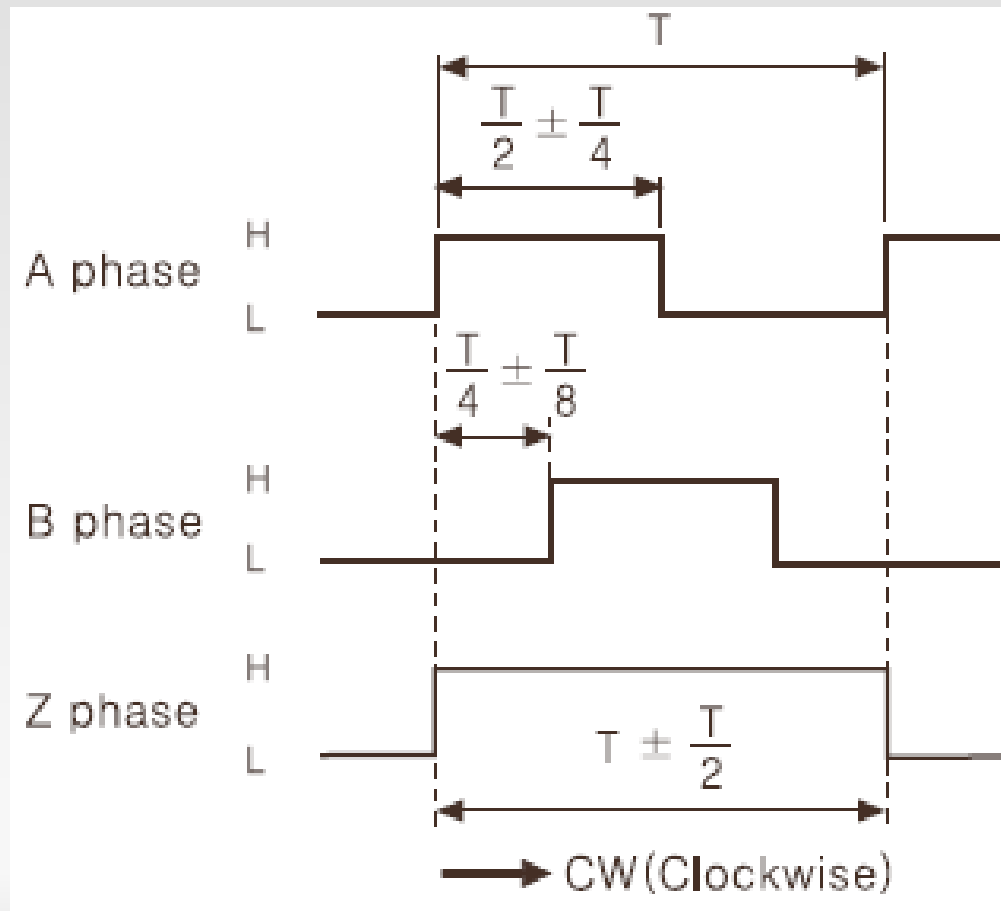 T
T/2 ± T/4
H
A phase
L
T/4 ± T/8
H
B phase
L
H
Z phase
T ± T/2
L
CW(Clockwise)